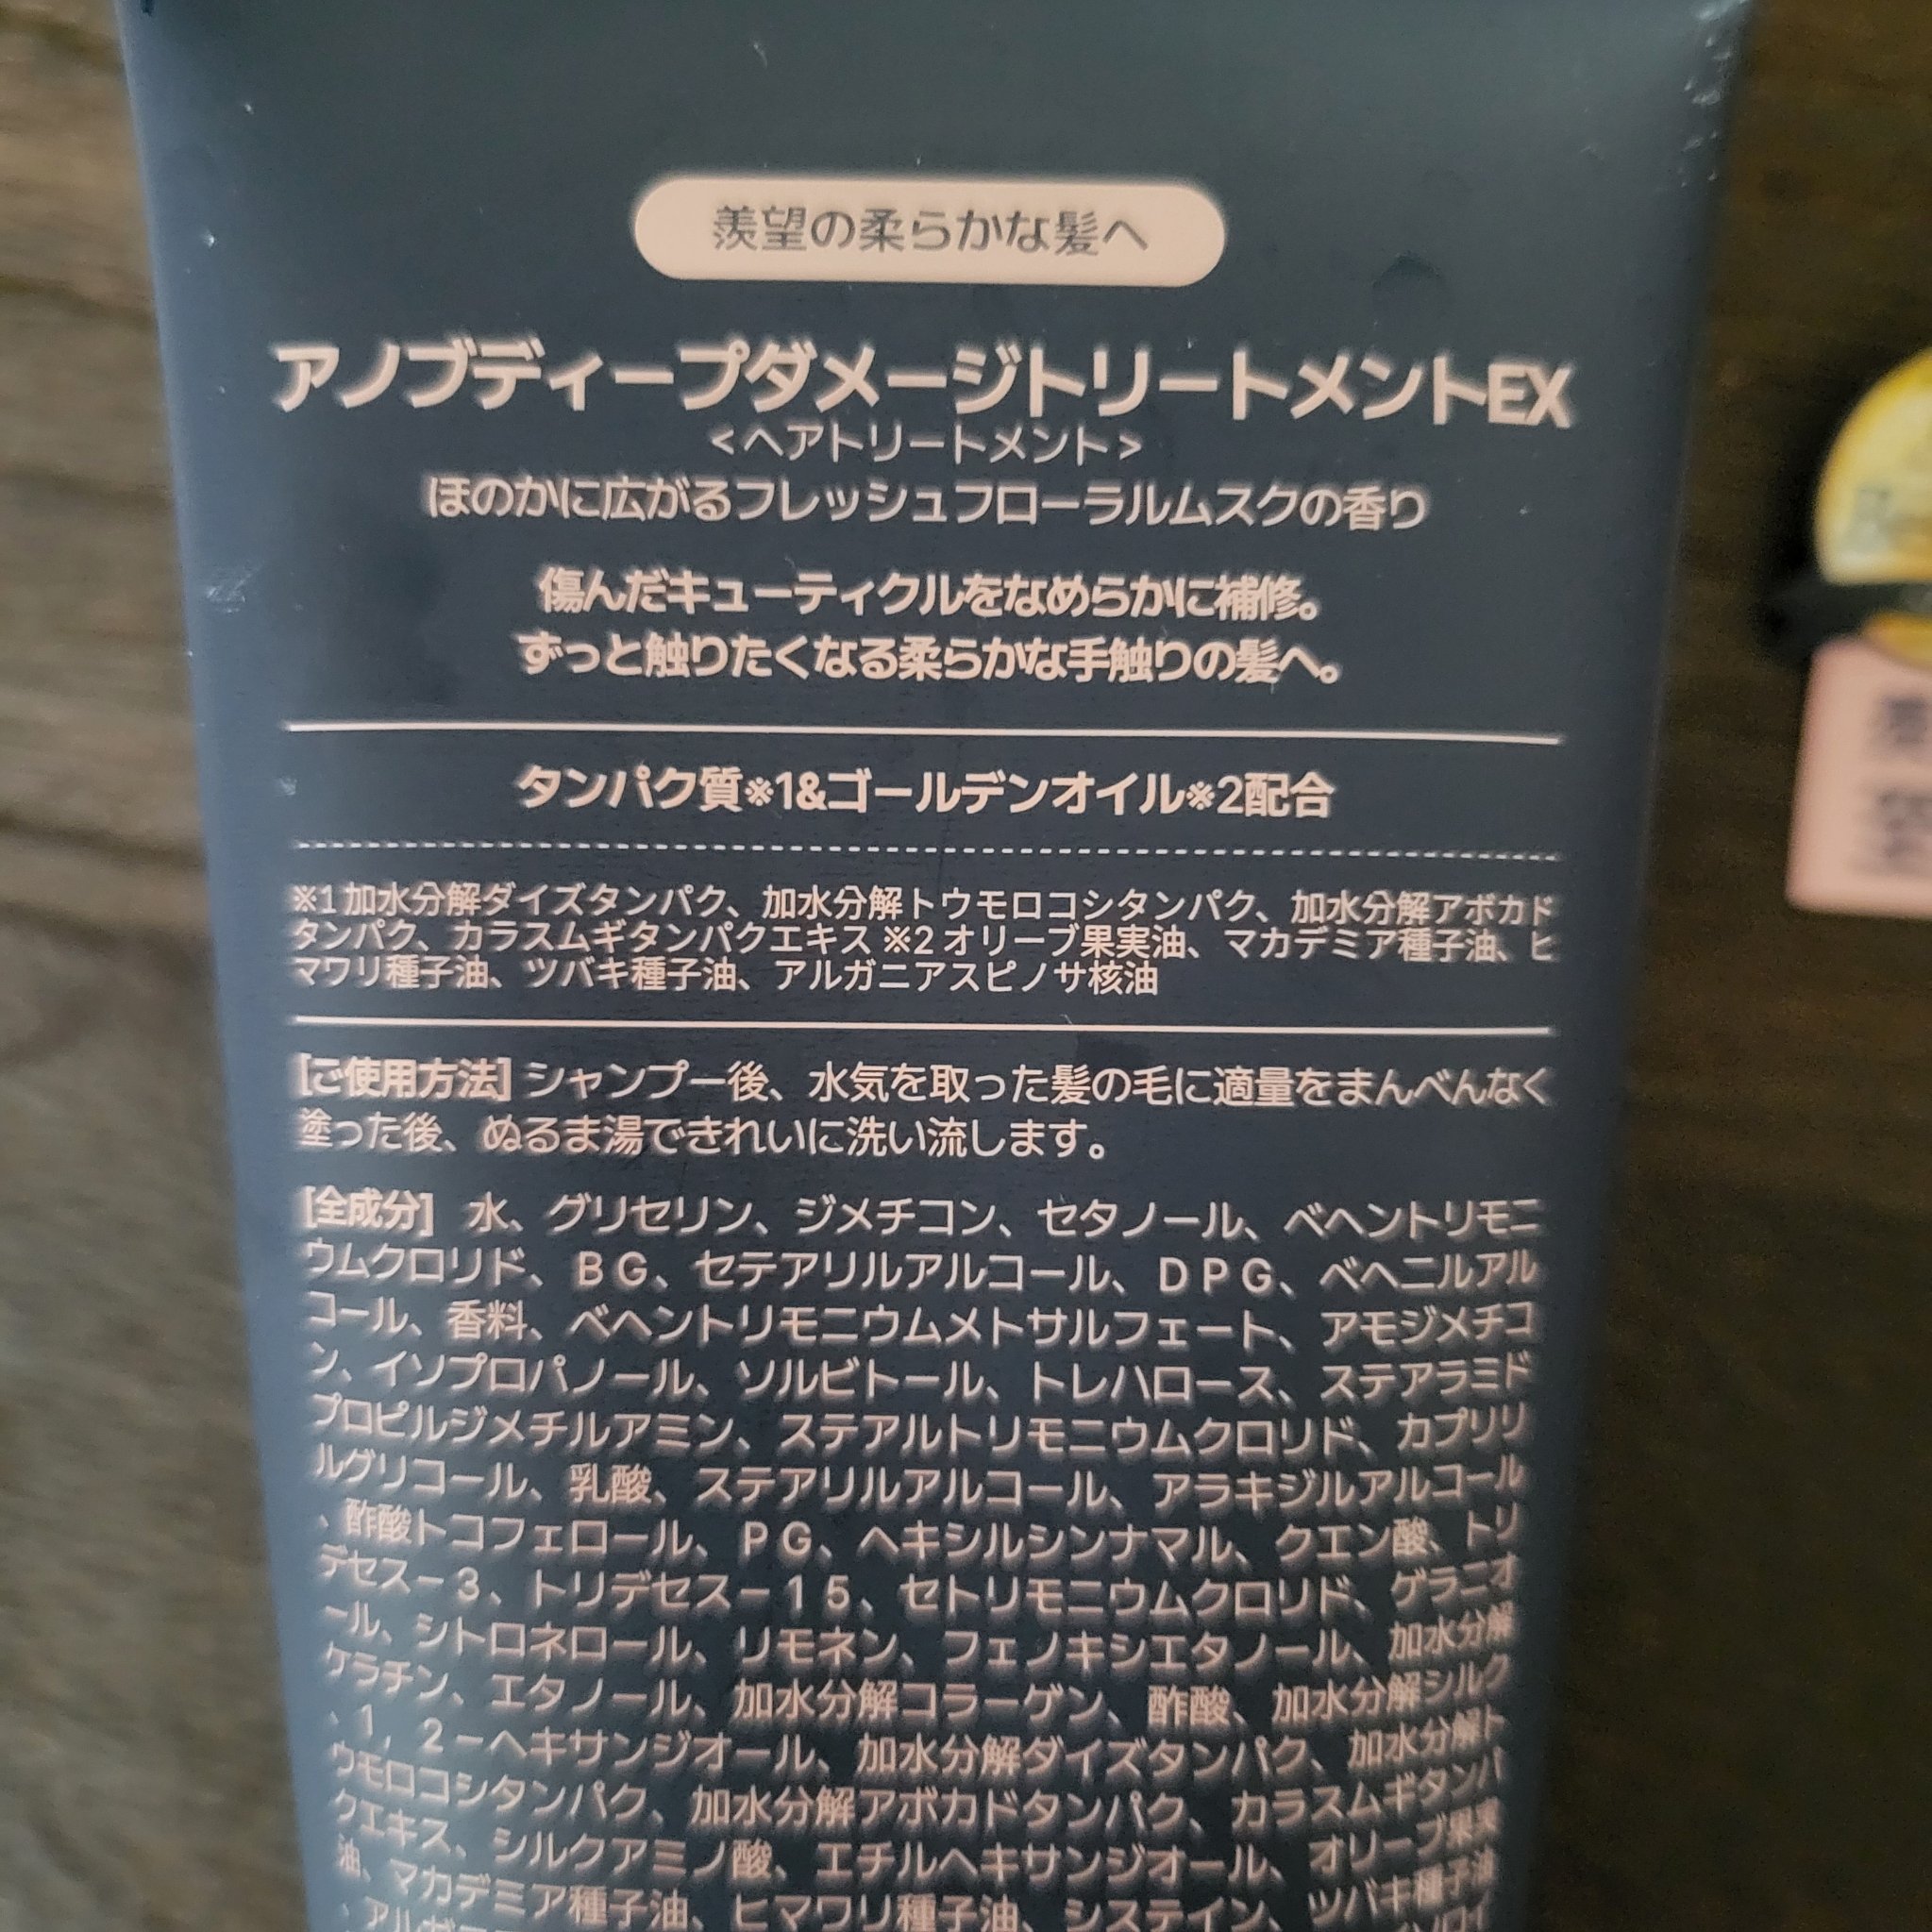 羨望の柔らかな髪へ
アノブディープダメージトリートメントEX
<ヘアトリートメント>
ほのかに広がるフレッシュフローラルムスクの香り
傷んだキューティクルをなめらかに補修。
ずっと触りたくなる柔らかな手触りの髪へ。
タンパク質※1&ゴールデンオイル※2配合
※1 加水分解ダイズタンパク、加水分解トウモロコシタンパク、加水分解アボカド
タンパク、カラスムギタンパクエキス ※2 オリーブ果実油、マカデミア種子油、ヒ
マワリ種子油、ツバキ種子油、アルガニアスピノサ核油
[ご使用方法] シャンプー後、水気を取った髪の毛に適量をまんべんなく
塗った後、ぬるま湯できれいに洗い流します。
[全成分] 水、グリセリン、ジメチコン、セタノール、ベヘントリモニ
ウムクロリド、BG、セテアリルアルコール、DPG、ベヘニルアル
コール、香料、ベヘントリモニウムメトサルフェート、アモジメチコ
ン、イソプロパノール、ソルビトール、トレハロース、ステアラミド
プロピルジメチルアミン、ステアルトリモニウムクロリド、カプリリ
ルグリコール、乳酸、ステアリルアルコール、アラキジルアルコール
、酢酸トコフェロール、PG、ヘキシルシンナマル、クエン酸、トリ
デセス－3、トリデセス－15、セトリモニウムクロリド、ゲラニオ
ール、シトロネロール、リモネン、フェノキシエタノール、加水分解
ケラチン、エタノール、加水分解コラーゲン、酢酸、加水分解シルク
、1，2－ヘキサンジオール、加水分解ダイズタンパク、加水分解ト
ウモロコシタンパク、加水分解アボカドタンパク、カラスムギタンパ
クエキス、シルクアミノ酸、エチルヘキサンジオール、オリーブ果実
油、マカデミア種子油、ヒマワリ種子油、システイン、ツバキ種子油